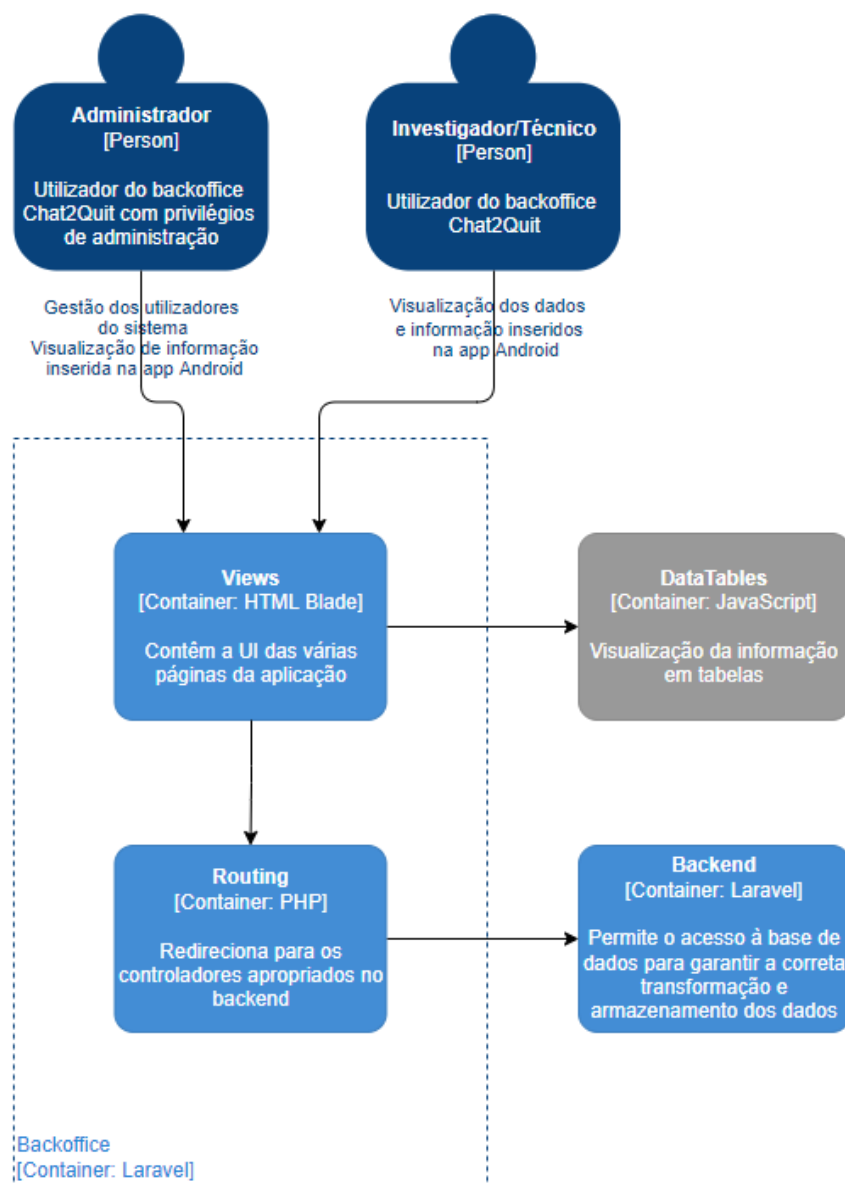 Administrador
[Person]
Utilizador do backoffice
Chat2Quit com privilégios
de administração
Investigador/Técnico
[Person]
Utilizador do backoffice
Chat2Quit
Gestão dos utilizadores
do sistema
Visualização de informação
inserida na app Android
Visualização dos dados
e informação inseridos
na app Android
Views
[Container: HTML Blade]
Contêm a UI das várias
páginas da aplicação
DataTables
[Container: JavaScript]
Visualização da informação
em tabelas
Routing
[Container: PHP]
Redireciona para os
controladores apropriados no
backend
Backend
[Container: Laravel]
Permite o acesso à base de
dados para garantir a correta
transformação e
armazenamento dos dados
Backoffice
[Container: Laravel]